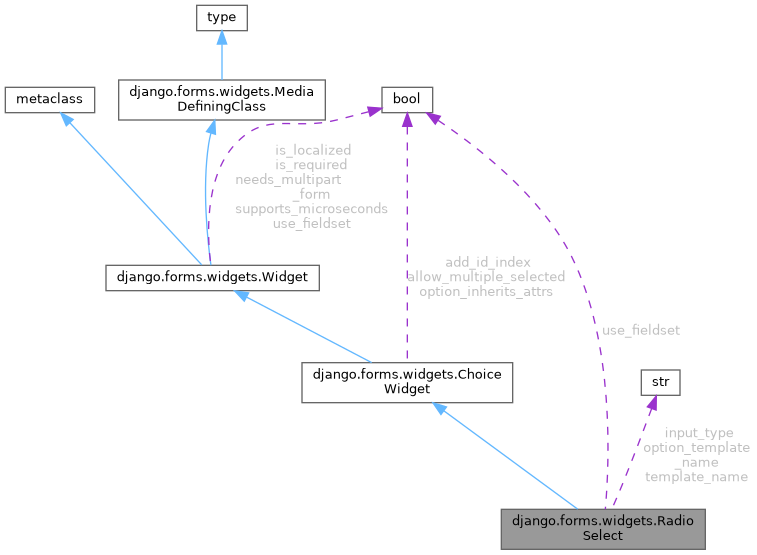 type
django.forms.widgets.Media
DefiningClass
metaclass
bool
is_localized
is_required
needs_multipart
_form
supports_microseconds
use_fieldset
django.forms.widgets.Widget
add_id_index
allow_multiple_selected
option_inherits_attrs
use_fieldset
django.forms.widgets.Choice
Widget
str
input_type
option_template
_name
template_name
django.forms.widgets.Radio
Select